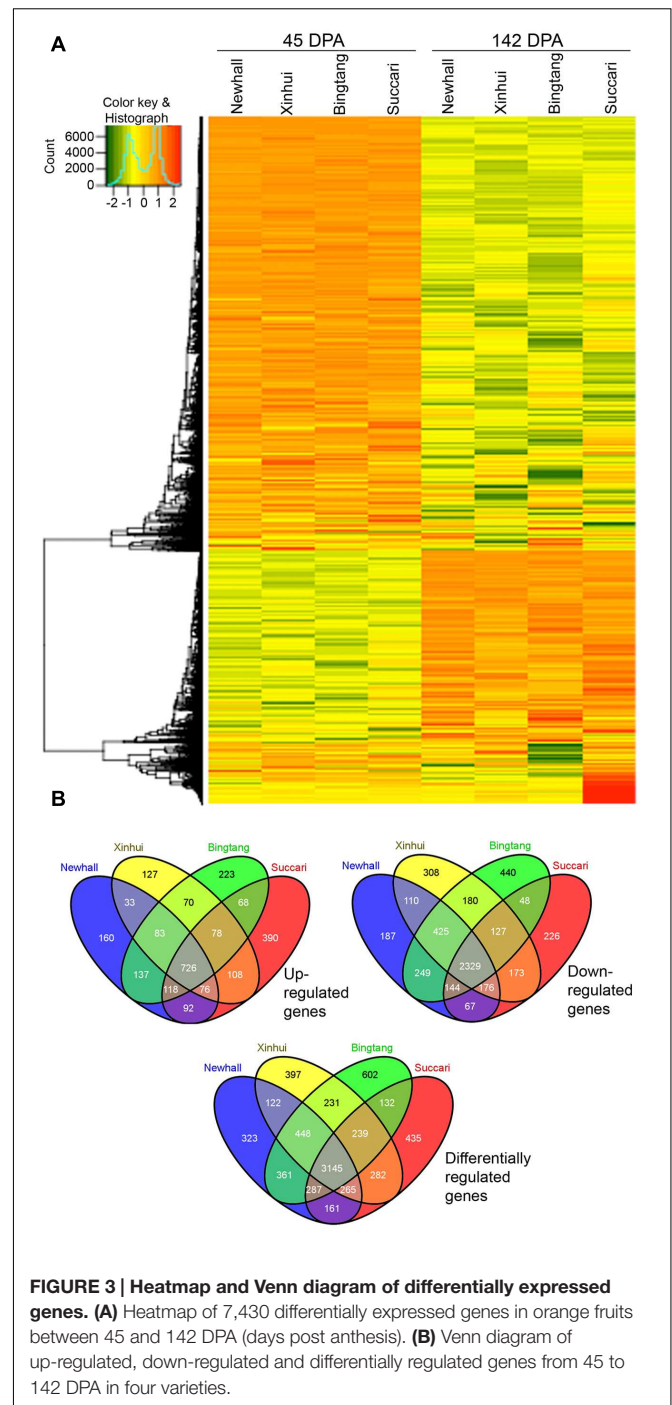 A
45 DPA
142 DPA
Newhall
Xinhui
Bingtang
Succari
Newhall
Xinhui
Bingtang
Succari
Color key &
Histograph
Count
6000
4000
2000
0
-2 -1 0 1 2
B
Xinhui
Bingtang
Newhall
Succari
127
223
33
70
68
160
83
78
390
726
137
108
118
76
92
Up-
regulated
genes
Xinhui
Bingtang
Newhall
Succari
308
440
110
180
48
187
425
127
226
2329
249
173
144
176
67
Down-
regulated
genes
Xinhui
Bingtang
Newhall
Succari
397
602
122
231
132
323
448
239
435
3145
361
282
287
265
161
Differentially
regulated
genes
FIGURE 3 | Heatmap and Venn diagram of differentially expressed
genes. (A) Heatmap of 7,430 differentially expressed genes in orange fruits
between 45 and 142 DPA (days post anthesis). (B) Venn diagram of
up-regulated, down-regulated and differentially regulated genes from 45 to
142 DPA in four varieties.